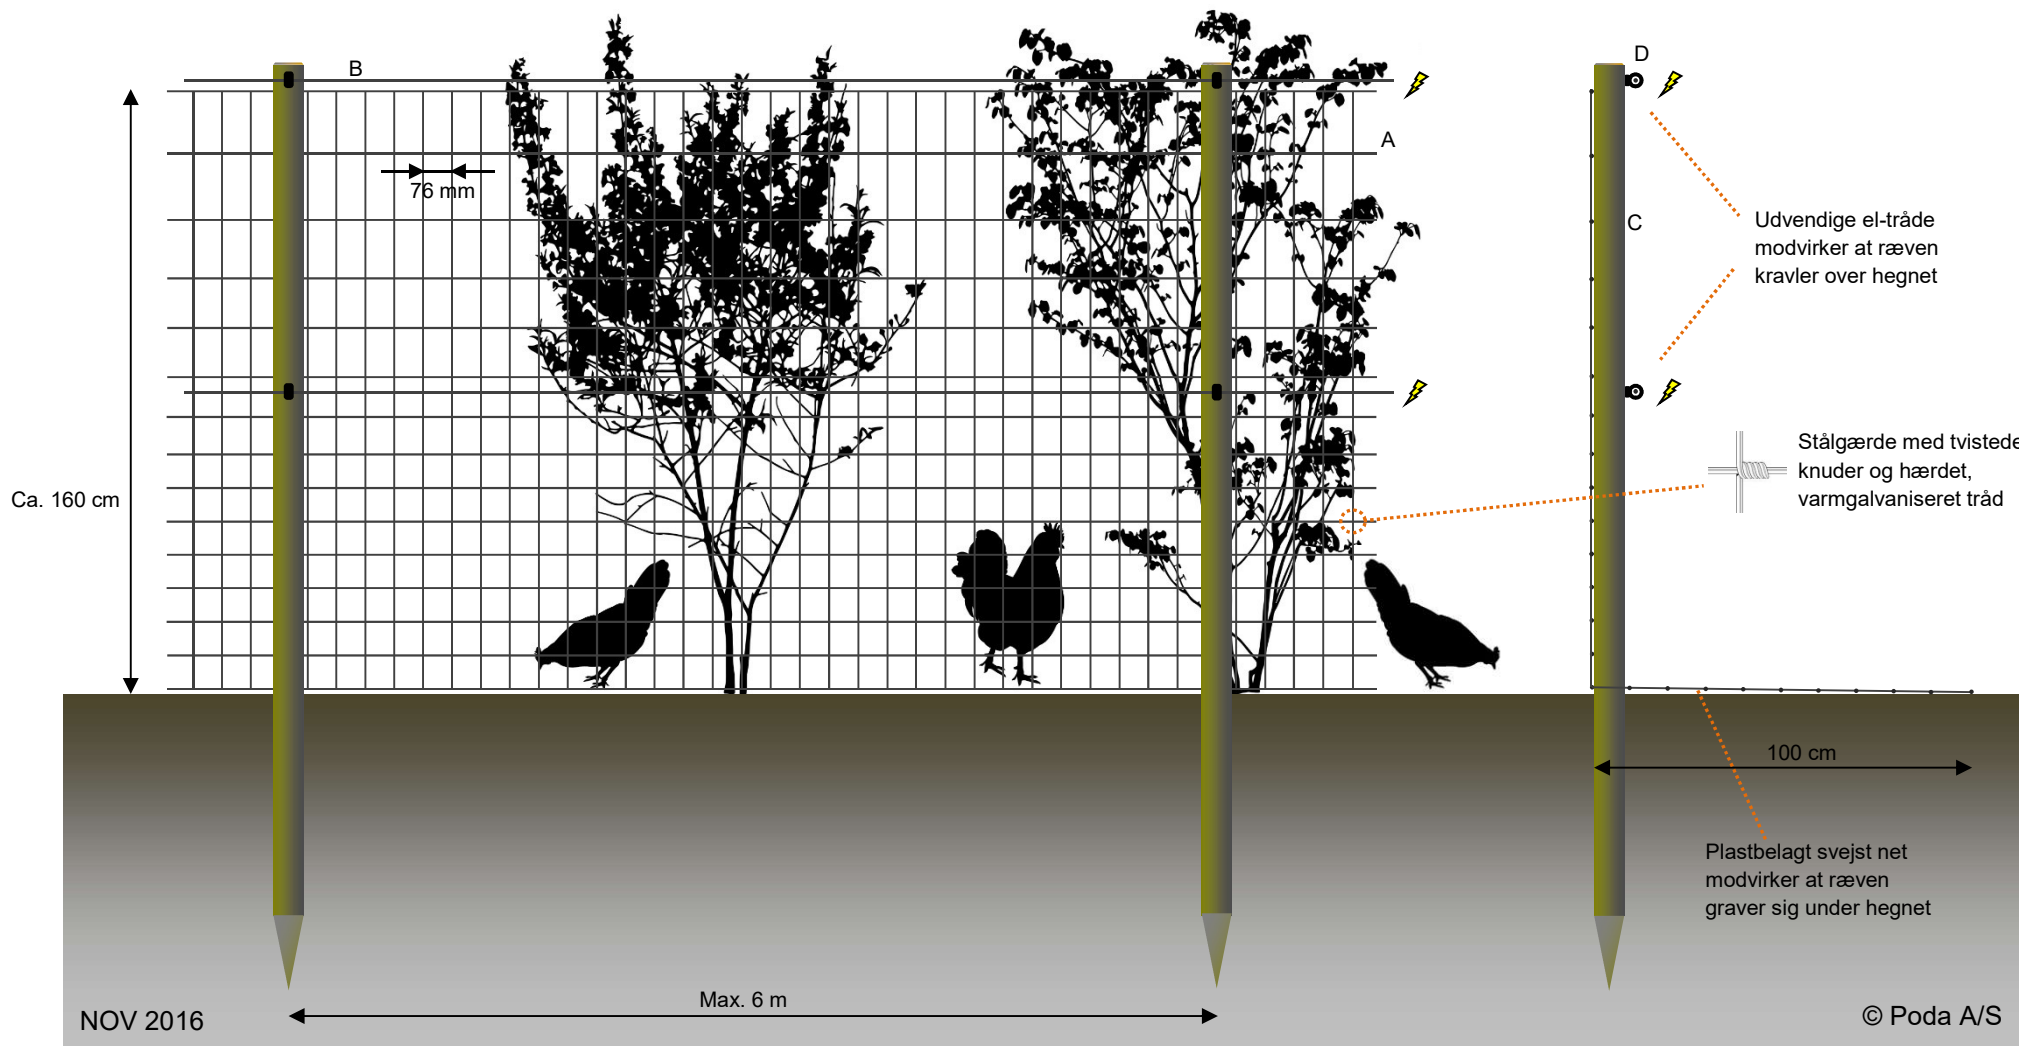 B
D
A
76 mm
C
Udvendige el-tråde
modvirker at ræven
kravler over hegnet
Ca. 160 cm
Stålgærde med tvistede
knuder og hærdet,
varmgalvaniseret tråd
100 cm
Plastbelagt svejst net
modvirker at ræven
graver sig under hegnet
Max. 6 m
NOV 2016
© Poda A/S